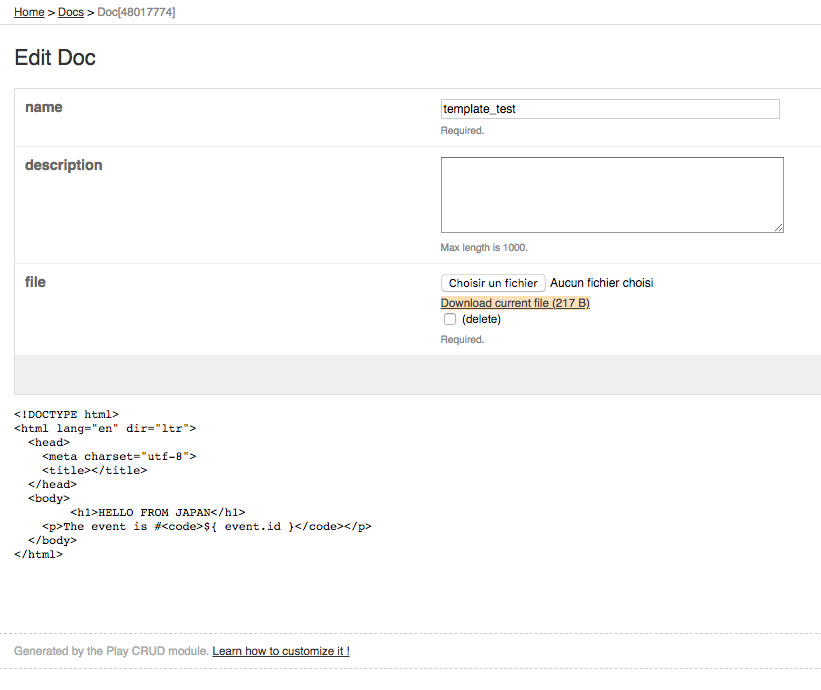 Home > Docs > Doc[48017774]
Edit Doc
name
template_test
Required.
description
Max length is 1000.
file
Choisir un fichier Aucun fichier choisi
Download current file (217 B)
(delete)
Required.
<!DOCTYPE html>
<html lang="en" dir="ltr">
  <head>
    <meta charset="utf-8">
    <title></title>
  </head>
  <body>
        <h1>HELLO FROM JAPAN</h1>
    <p>The event is #<code>${ event.id }</code></p>
  </body>
</html>
Generated by the Play CRUD module. Learn how to customize it !